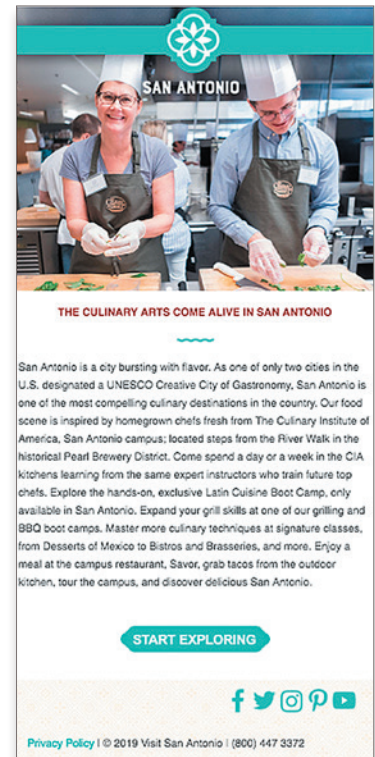 SAN ANTONIO
THE CULINARY ARTS COME ALIVE IN SAN ANTONIO
San Antonio is a city bursting with flavor. As one of only two cities in the
U.S. designated a UNESCO Creative City of Gastronomy, San Antonio is
one of the most compelling culinary destinations in the country. Our food
scene is inspired by homegrown chefs fresh from The Culinary Institute of
America, San Antonio campus; located steps from the River Walk in the
historical Pearl Brewery District. Come spend a day or a week in the CIA
kitchens learning from the same expert instructors who train future top
chefs. Explore the hands-on, exclusive Latin Cuisine Boot Camp, only
available in San Antonio. Expand your grill skills at one of our grilling and
BBQ boot camps. Master more culinary techniques at signature classes,
from Desserts of Mexico to Bistros and Brasseries, and more. Enjoy a
meal at the campus restaurant, Savor, grab tacos from the outdoor
kitchen, tour the campus, and discover delicious San Antonio.
START EXPLORING
Privacy Policy | © 2019 Visit San Antonio | (800) 447 3372